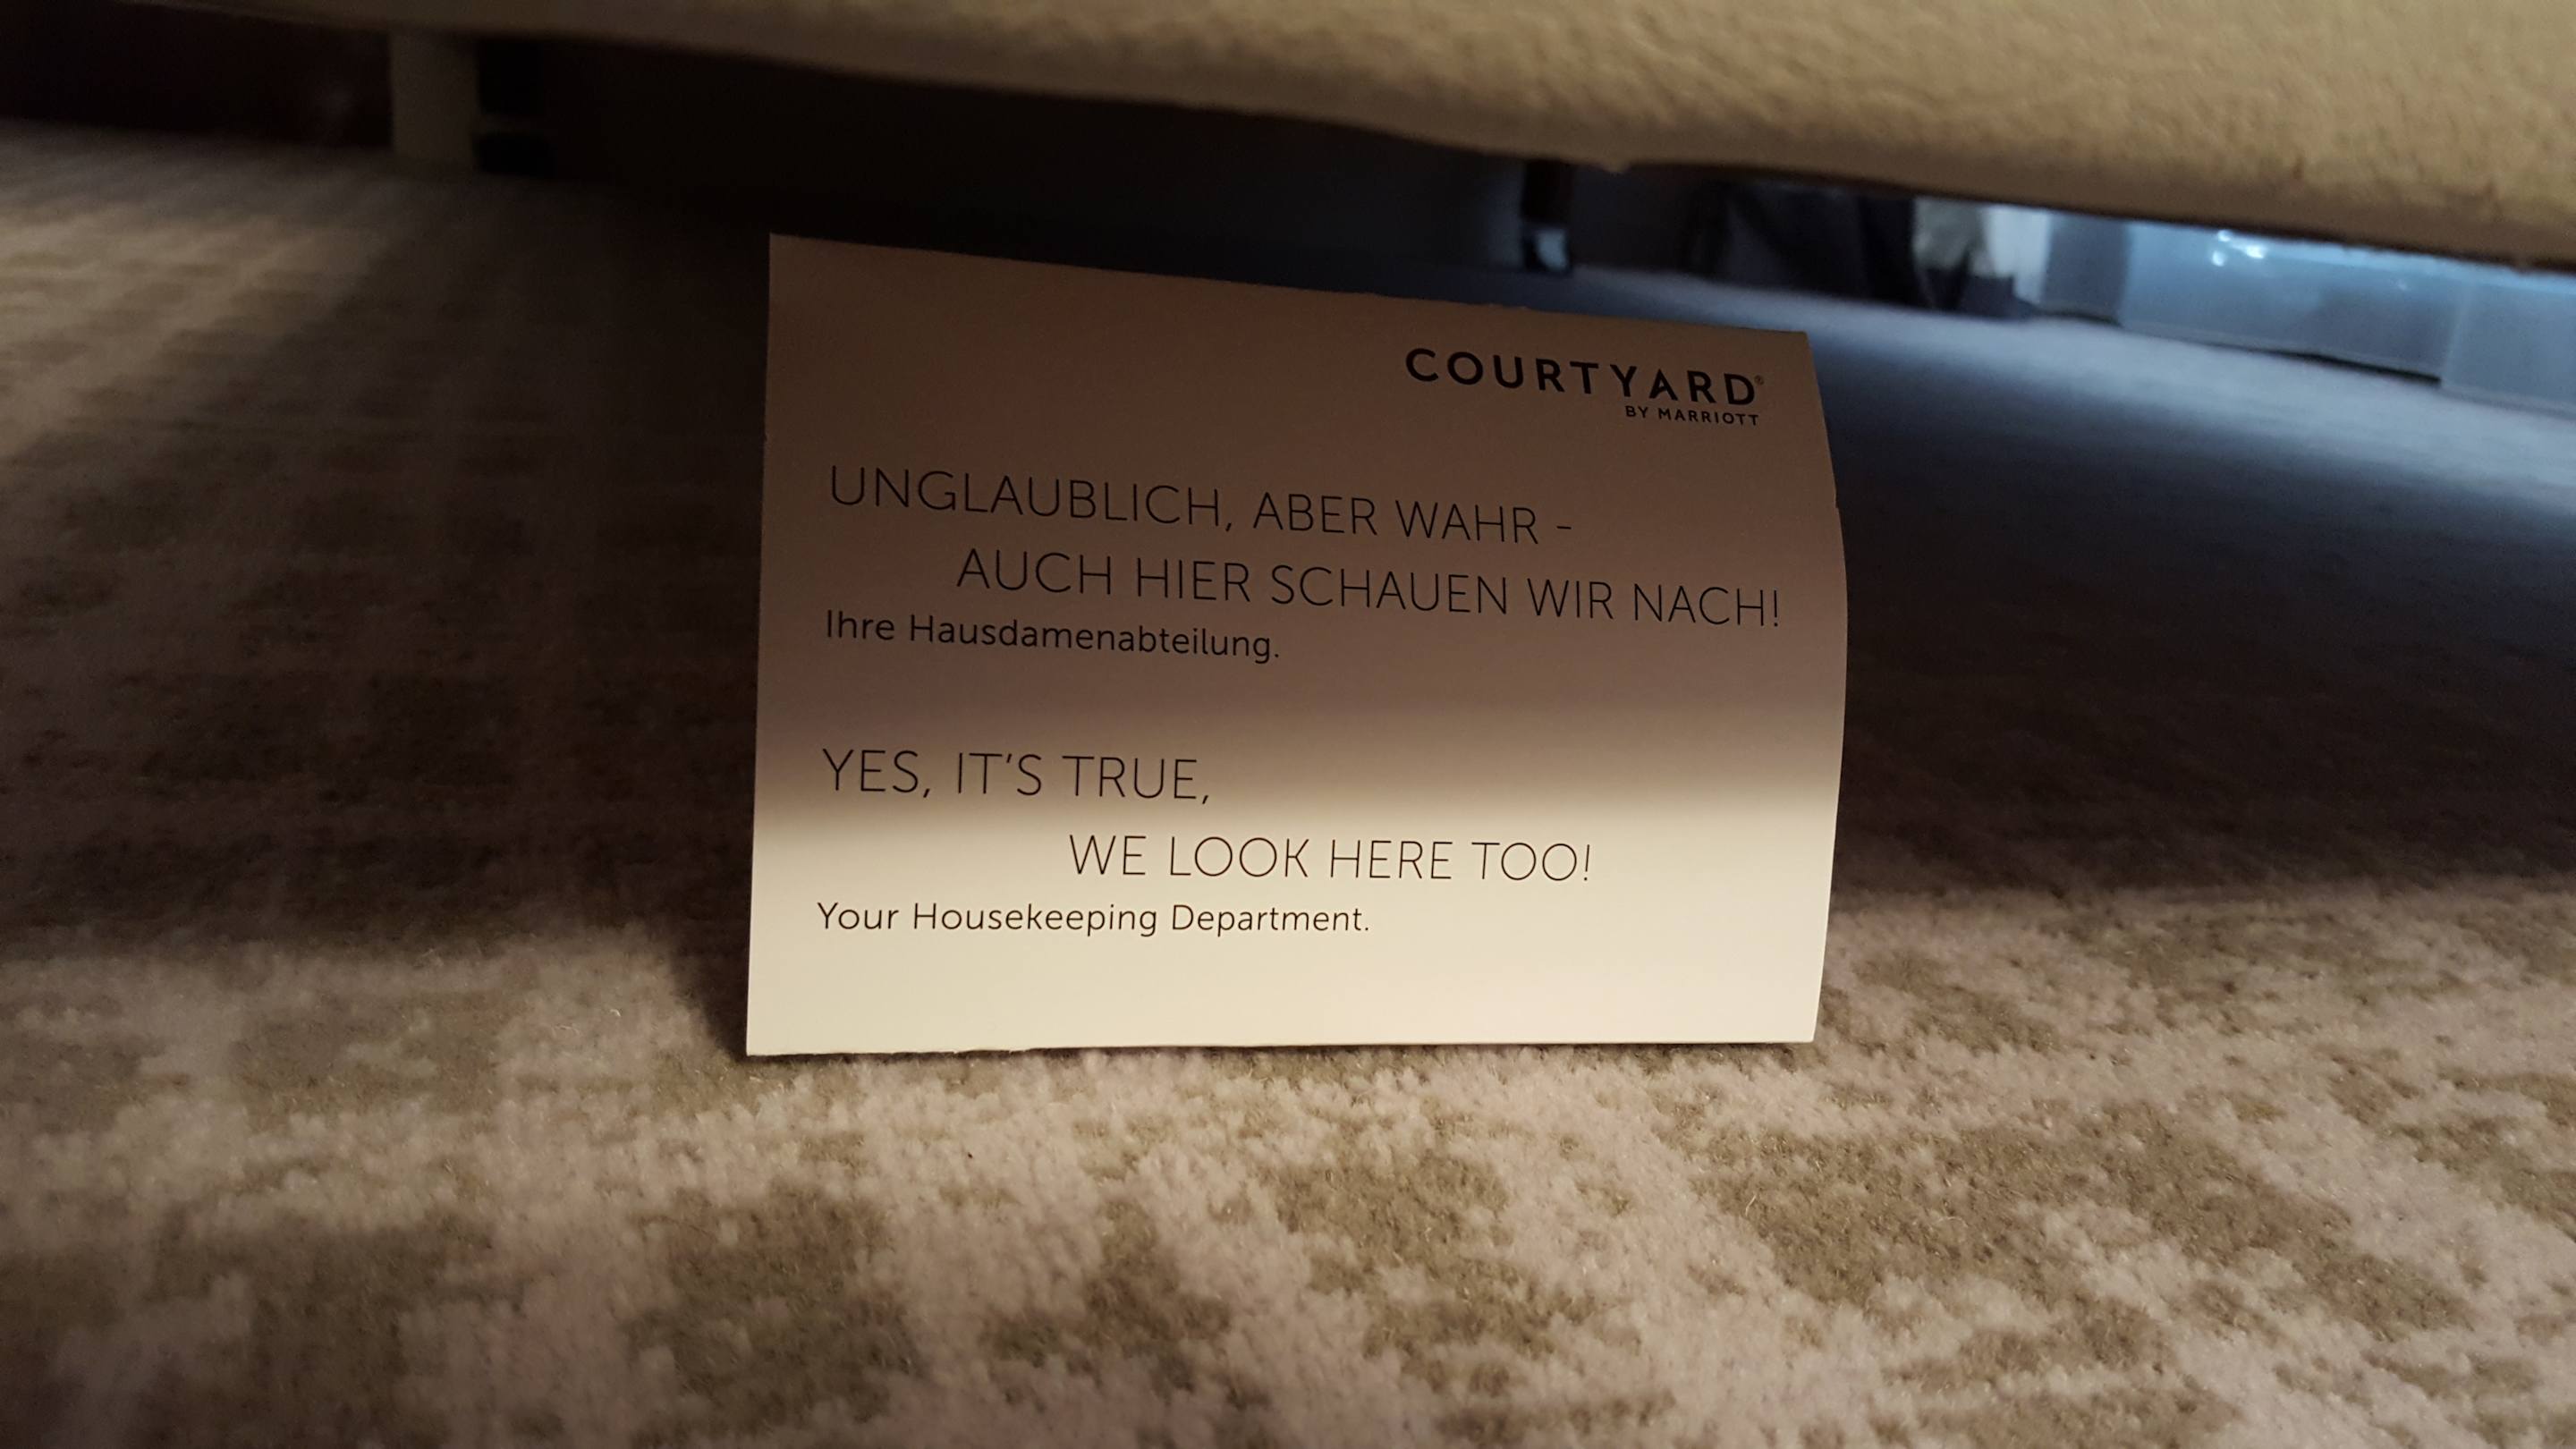 COURTYARD®
BY MARRIOTT
UNGLAUBLICH, ABER WAHR -
AUCH HIER SCHAUEN WIR NACH!
Ihre Hausdamenabteilung.
YES, IT'S TRUE,
WE LOOK HERE TOO!
Your Housekeeping Department.